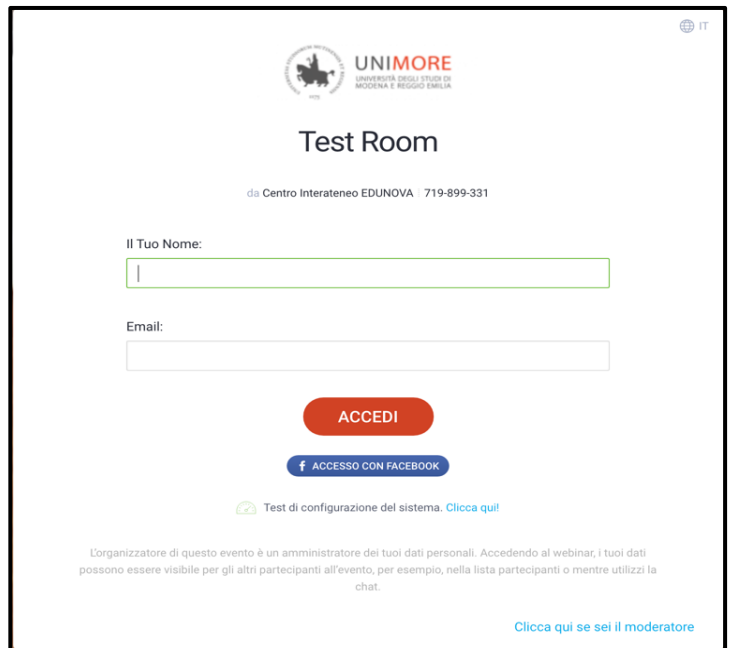 IT
UNIMORE
UNIVERSITÀ DEGLI STUDI DI
MODENA E REGGIO EMILIA
1175
Test Room
da Centro Interateneo EDUNOVA | 719-899-331
Il Tuo Nome:
Email:
ACCEDI
f ACCESSO CON FACEBOOK
Test di configurazione del sistema. Clicca qui!
L'organizzatore di questo evento è un amministratore dei tuoi dati personali. Accedendo al webinar, i tuoi dati
possono essere visibile per gli altri partecipanti all'evento, per esempio, nella lista partecipanti o mentre utilizzi la
chat.
Clicca qui se sei il moderatore